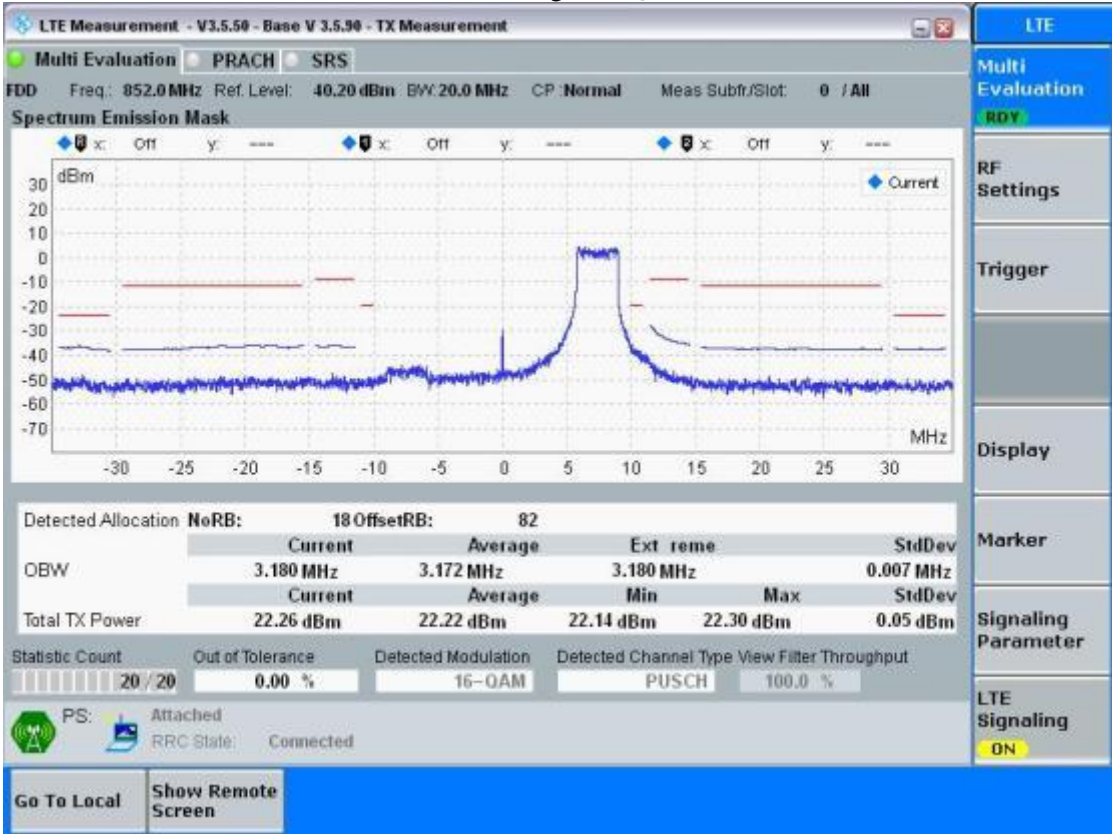 LTE Measurement - V3.5.50 - Base V 3.5.90 - TX Measurement
LTE
Multi Evaluation PRACH SRS
FDD Freq.: 852.0 MHz Ref. Level: 40.20 dBm BW: 20.0 MHz CP :Normal Meas Subfr./Slot: 0 / All
Spectrum Emission Mask
x: Off y: --- x: Off y: --- x: Off y: ---
dBm
Current
30
20
10
0
-10
-20
-30
-40
-50
-60
-70
MHz
-30 -25 -20 -15 -10 -5 0 5 10 15 20 25 30
Detected Allocation NoRB: 18 OffsetRB: 82
Current Average Ext reme StdDev
OBW 3.180 MHz 3.172 MHz 3.180 MHz 0.007 MHz
Current Average Min Max StdDev
Total TX Power 22.26 dBm 22.22 dBm 22.14 dBm 22.30 dBm 0.05 dBm
Statistic Count Out of Tolerance Detected Modulation Detected Channel Type View Filter Throughput
20 / 20 0.00 % 16-QAM PUSCH 100.0 %
PS: Attached
RRC State: Connected
Multi
Evaluation
RDY
RF
Settings
Trigger
Display
Marker
Signaling
Parameter
LTE
Signaling
ON
Go To Local
Show Remote
Screen